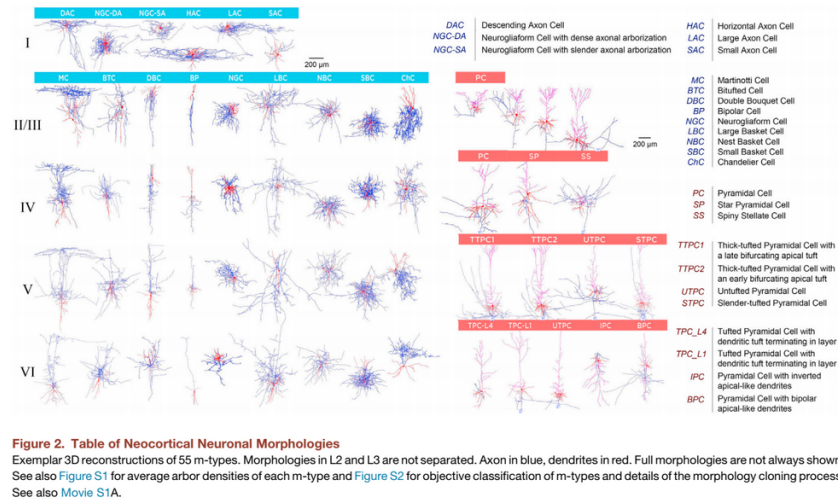 DAC NGC-DA NGC-SA HAC LAC SAC
I
200 µm
DAC Descending Axon Cell
NGC-DA Neurogliaform Cell with dense axonal arborization
NGC-SA Neurogliaform Cell with slender axonal arborization
HAC Horizontal Axon Cell
LAC Large Axon Cell
SAC Small Axon Cell
MC BTC DBC BP NGC LBC NBC SBC ChC
II/III
IV
V
VI
PC
200 µm
PC SP SS
TTPC1 TTPC2 UTPC STPC
TPC-L4 TPC-L1 UTPC IPC BPC
MC Martinotti Cell
BTC Bitufted Cell
DBC Double Bouquet Cell
BP Bipolar Cell
NGC Neurogliaform Cell
LBC Large Basket Cell
NBC Nest Basket Cell
SBC Small Basket Cell
ChC Chandelier Cell
PC Pyramidal Cell
SP Star Pyramidal Cell
SS Spiny Stellate Cell
TTPC1 Thick-tufted Pyramidal Cell with
a late bifurcating apical tuft
TTPC2 Thick-tufted Pyramidal Cell with
an early bifurcating apical tuft
UTPC Untufted Pyramidal Cell
STPC Slender-tufted Pyramidal Cell
TPC_L4 Tufted Pyramidal Cell with
dendritic tuft terminating in layer
TPC_L1 Tufted Pyramidal Cell with
dendritic tuft terminating in layer
IPC Pyramidal Cell with inverted
apical-like dendrites
BPC Pyramidal Cell with bipolar
apical-like dendrites
Figure 2. Table of Neocortical Neuronal Morphologies
Exemplar 3D reconstructions of 55 m-types. Morphologies in L2 and L3 are not separated. Axon in blue, dendrites in red. Full morphologies are not always shown
See also Figure S1 for average arbor densities of each m-type and Figure S2 for objective classification of m-types and details of the morphology cloning proces
See also Movie S1A.